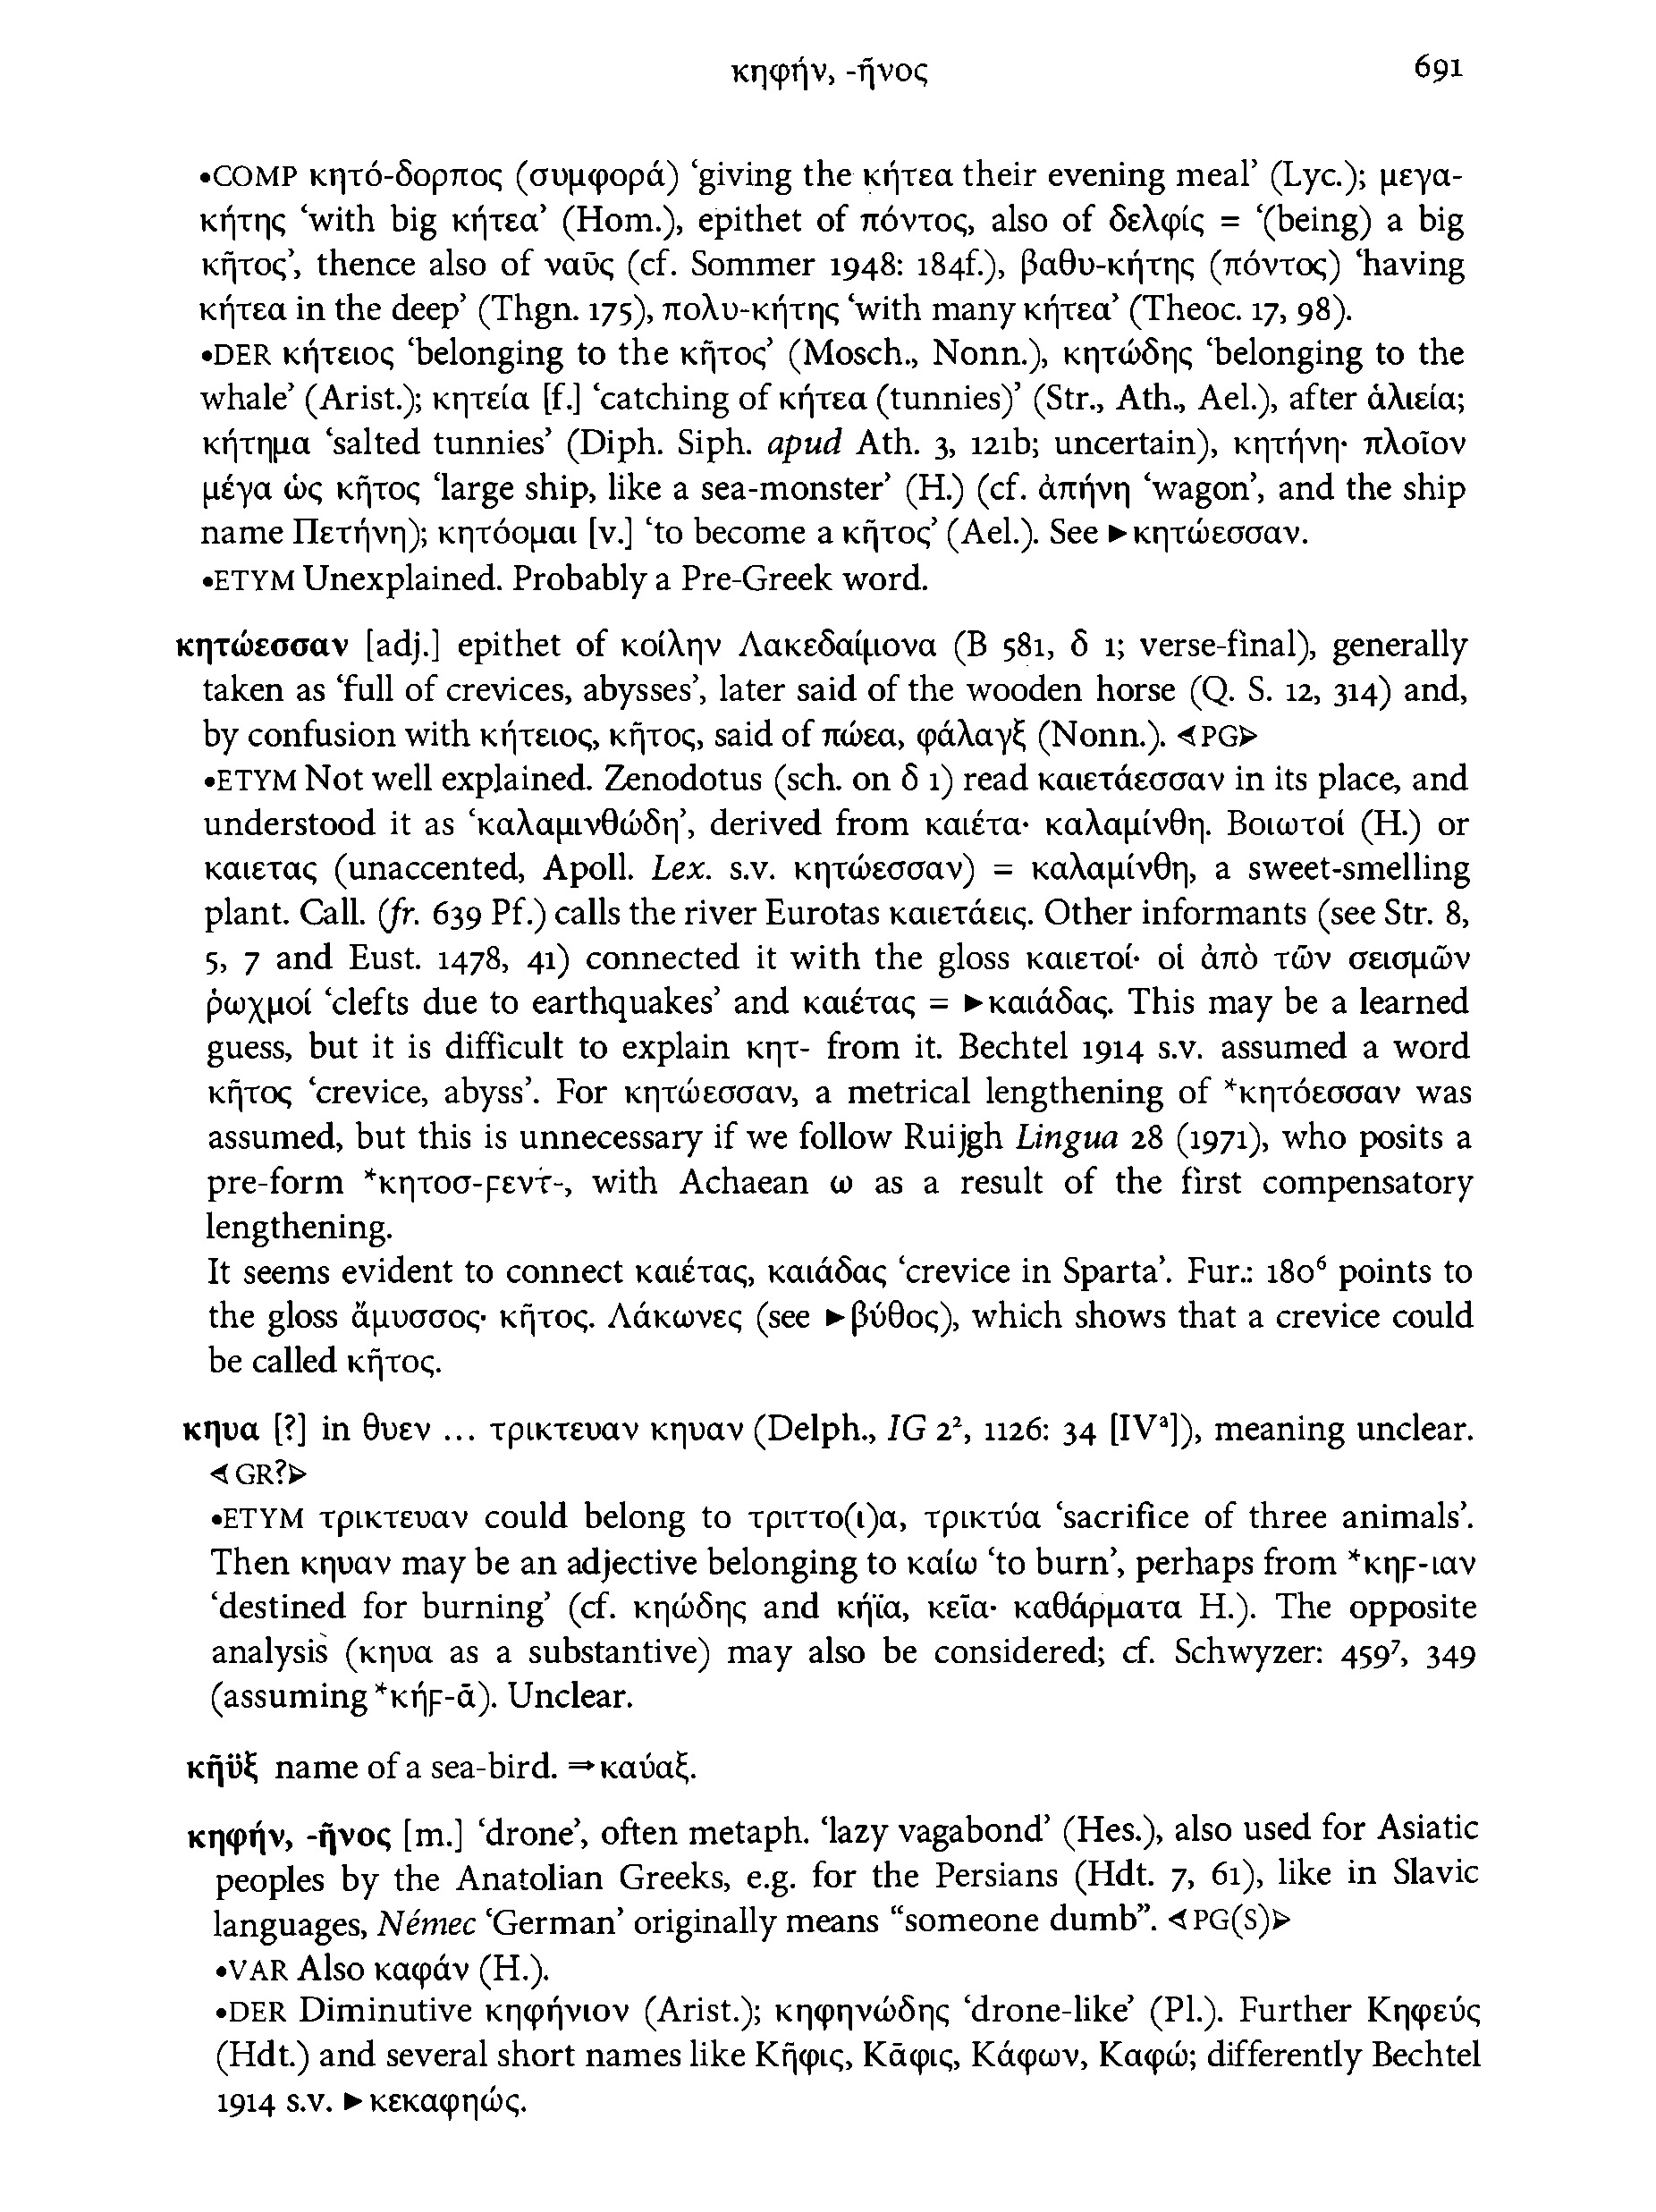 κηφήν, -ῆνος 691
•COMP κητό-δορπος (συμφορά) ‘giving the κήτεα their evening meal’ (Lyc.); μεγα-
κήτης ‘with big κήτεα’ (Hom.), epithet of πόντος, also of δελφίς = ‘(being) a big
κῆτος’, thence also of ναῦς (cf. Sommer 1948: 184f.), βαθυ-κήτης (πόντος) ‘having
κήτεα in the deep’ (Thgn. 175), πολυ-κήτης ‘with many κήτεα’ (Theoc. 17, 98).
•DER κήτειος ‘belonging to the κῆτος’ (Mosch., Nonn.), κητώδης ‘belonging to the
whale’ (Arist.); κητεία [f.] ‘catching of κήτεα (tunnies)’ (Str., Ath., Ael.), after ἁλιεία;
κήτημα ‘salted tunnies’ (Diph. Siph. apud Ath. 3, 121b; uncertain), κητήνη· πλοῖον
μέγα ὡς κῆτος ‘large ship, like a sea-monster’ (H.) (cf. ἀπήνη ‘wagon’, and the ship
name Πετήνη); κητόομαι [v.] ‘to become a κῆτος’ (Ael.). See ►κητώεσσαν.
•ETYM Unexplained. Probably a Pre-Greek word.
κητώεσσαν [adj.] epithet of κοίλην Λακεδαίμονα (Β 581, δ 1; verse-final), generally
taken as ‘full of crevices, abysses’, later said of the wooden horse (Q. S. 12, 314) and,
by confusion with κήτειος, κῆτος, said of πώεα, φάλαγξ (Nonn.). ⊲PG⊳
•ETYM Not well explained. Zenodotus (sch. on δ 1) read καιετάεσσαν in its place, and
understood it as ‘καλαμινθώδη’, derived from καιέτα· καλαμίνθη. Βοιωτοί (H.) or
καιετας (unaccented, Apoll. Lex. s.v. κητώεσσαν) = καλαμίνθη, a sweet-smelling
plant. Call. (fr. 639 Pf.) calls the river Eurotas καιετάεις. Other informants (see Str. 8,
5, 7 and Eust. 1478, 41) connected it with the gloss καιετοί· οἱ ἀπὸ τῶν σεισμῶν
ῥωχμοί ‘clefts due to earthquakes’ and καιέτας = ►καιάδας. This may be a learned
guess, but it is difficult to explain κητ- from it. Bechtel 1914 s.v. assumed a word
κῆτος ‘crevice, abyss’. For κητώεσσαν, a metrical lengthening of *κητόεσσαν was
assumed, but this is unnecessary if we follow Ruijgh Lingua 28 (1971), who posits a
pre-form *κητοσ-ϝεντ-, with Achaean ω as a result of the first compensatory
lengthening.
It seems evident to connect καιέτας, καιάδας ‘crevice in Sparta’. Fur.: 180⁶ points to
the gloss ἄμυσσος· κῆτος. Λάκωνες (see ►βύθος), which shows that a crevice could
be called κῆτος.
κηυα [?] in θυεν ... τρικτευαν κηυαν (Delph., IG 2², 1126: 34 [IVᵃ]), meaning unclear.
⊲GR?⊳
•ETYM τρικτευαν could belong to τριττο(ι)α, τρικτύα ‘sacrifice of three animals’.
Then κηυαν may be an adjective belonging to καίω ‘to burn’, perhaps from *κηϝ-ιαν
‘destined for burning’ (cf. κηώδης and κήϊα, κεῖα· καθάρματα H.). The opposite
analysis (κηυα as a substantive) may also be considered; cf. Schwyzer: 459⁷, 349
(assuming *κήϝ-ᾱ). Unclear.
κῆϋξ name of a sea-bird. ⇒καύαξ.
κηφήν, -ῆνος [m.] ‘drone’, often metaph. ‘lazy vagabond’ (Hes.), also used for Asiatic
peoples by the Anatolian Greeks, e.g. for the Persians (Hdt. 7, 61), like in Slavic
languages, Némec ‘German’ originally means “someone dumb”. ⊲PG(S)⊳
•VAR Also καφάν (H.).
•DER Diminutive κηφήνιον (Arist.); κηφηνώδης ‘drone-like’ (Pl.). Further Κηφεύς
(Hdt.) and several short names like Κῆφις, Κᾶφις, Κάφων, Καφώ; differently Bechtel
1914 s.v. ►κεκαφηώς.